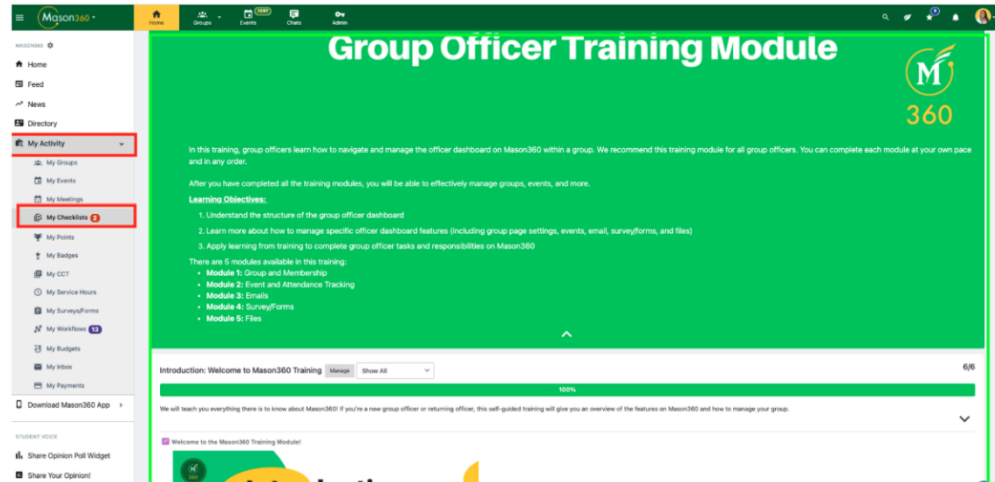 Mason360
Home
Groups
Events
Chats
Admin
MASON360
Home
Feed
News
Directory
My Activity
My Groups
My Events
My Meetings
My Checklists 2
My Points
My Badges
My CCT
My Service Hours
My Surveys/Forms
My Workflows 13
My Budgets
My Inbox
My Payments
Download Mason360 App
STUDENT VOICE
Share Opinion Poll Widget
Share Your Opinion!
Group Officer Training Module
M
360
In this training, group officers learn how to navigate and manage the officer dashboard on Mason360 within a group. We recommend this training module for all group officers. You can complete each module at your own pace
and in any order.
After you have completed all the training modules, you will be able to effectively manage groups, events, and more.
Learning Objectives:
1. Understand the structure of the group officer dashboard
2. Learn more about how to manage specific officer dashboard features (including group page settings, events, email, survey/forms, and files)
3. Apply learning from training to complete group officer tasks and responsibilities on Mason360
There are 5 modules available in this training:
• Module 1: Group and Membership
• Module 2: Event and Attendance Tracking
• Module 3: Emails
• Module 4: Survey/Forms
• Module 5: Files
Introduction: Welcome to Mason360 Training Manage Show All 6/6
100%
We will teach you everything there is to know about Mason360! If you're a new group officer or returning officer, this self-guided training will give you an overview of the features on Mason360 and how to manage your group.
Welcome to the Mason360 Training Module!